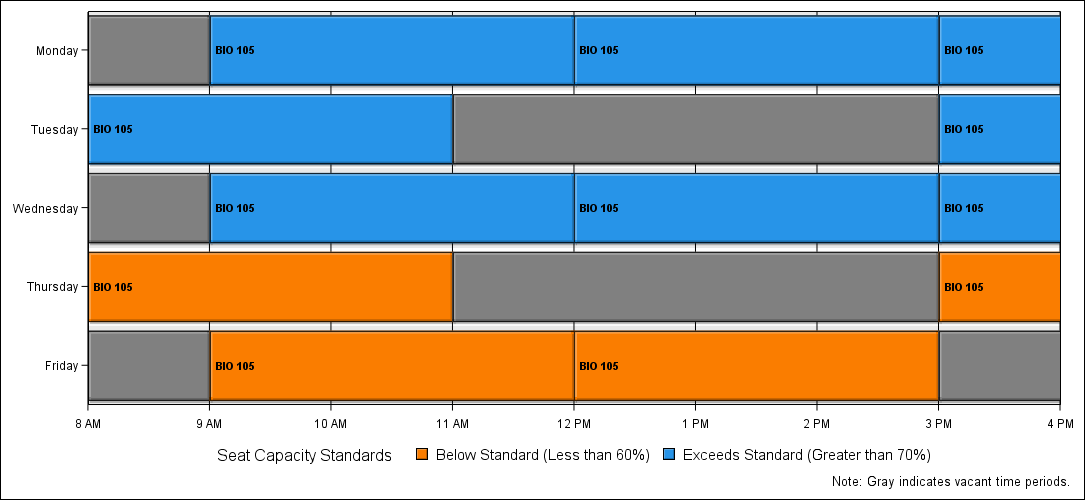 Monday BIO 105 BIO 105 BIO 105
Tuesday BIO 105 BIO 105
Wednesday BIO 105 BIO 105 BIO 105
Thursday BIO 105 BIO 105
Friday BIO 105 BIO 105
8 AM 9 AM 10 AM 11 AM 12 PM 1 PM 2 PM 3 PM 4 PM
Seat Capacity Standards Below Standard (Less than 60%) Exceeds Standard (Greater than 70%)
Note: Gray indicates vacant time periods.